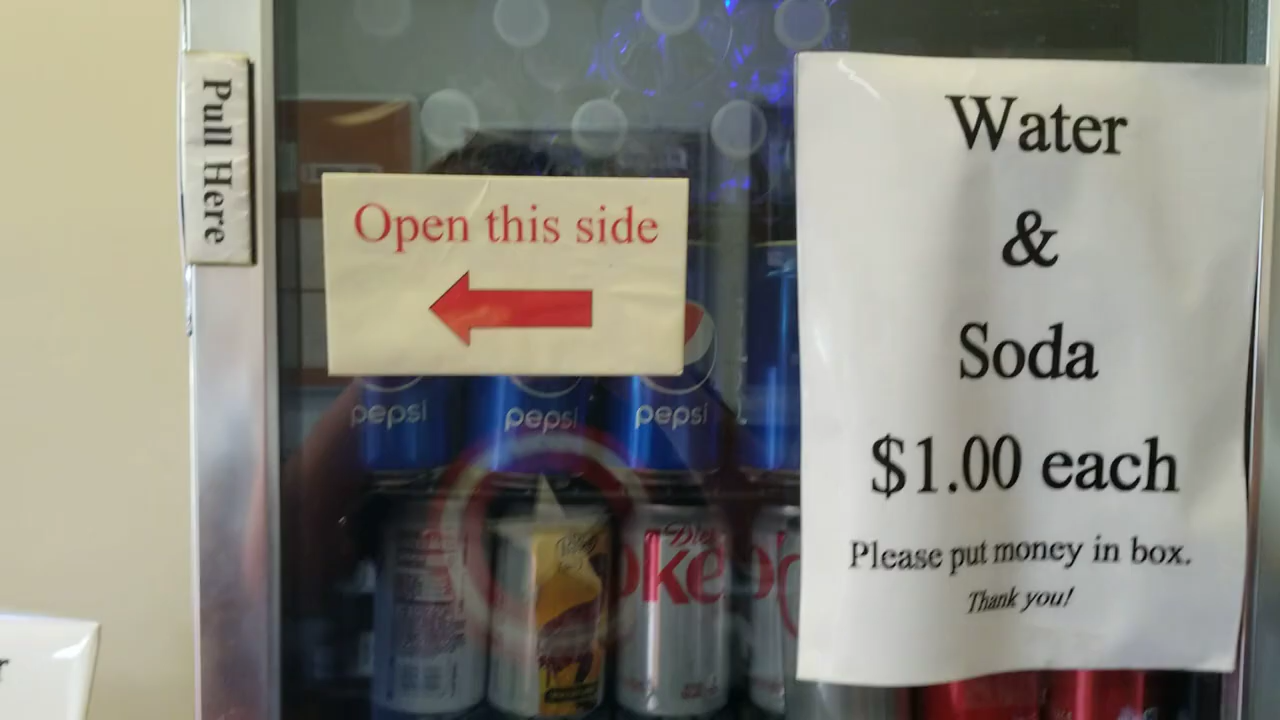 Pull Here
Open this side
Water
&
Soda
$1.00 each
Please put money in box.
Thank you!
pepsi
pepsi
pepsi
Diet
oke